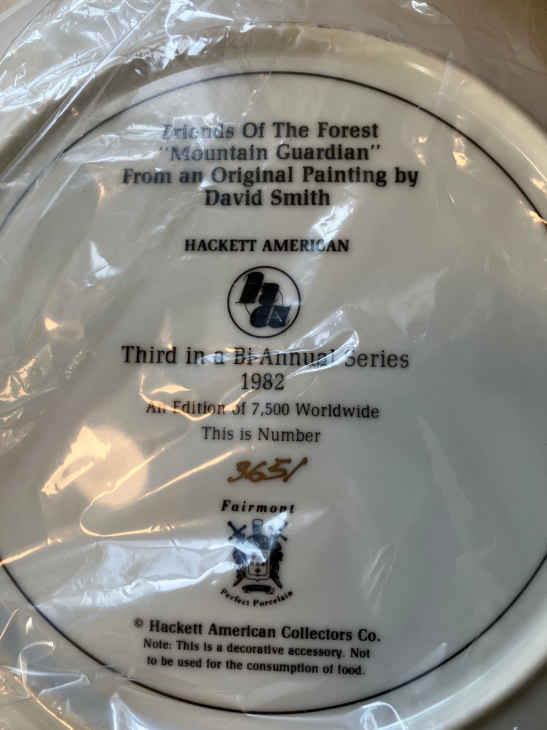 Friends Of The Forest
"Mountain Guardian"
From an Original Painting by
David Smith
HACKETT AMERICAN
hac
Third in a Bi-Annual Series
1982
An Edition of 7,500 Worldwide
This is Number
3651
Fairmont
Perfect Porcelain
© Hackett American Collectors Co.
Note: This is a decorative accessory. Not
to be used for the consumption of food.